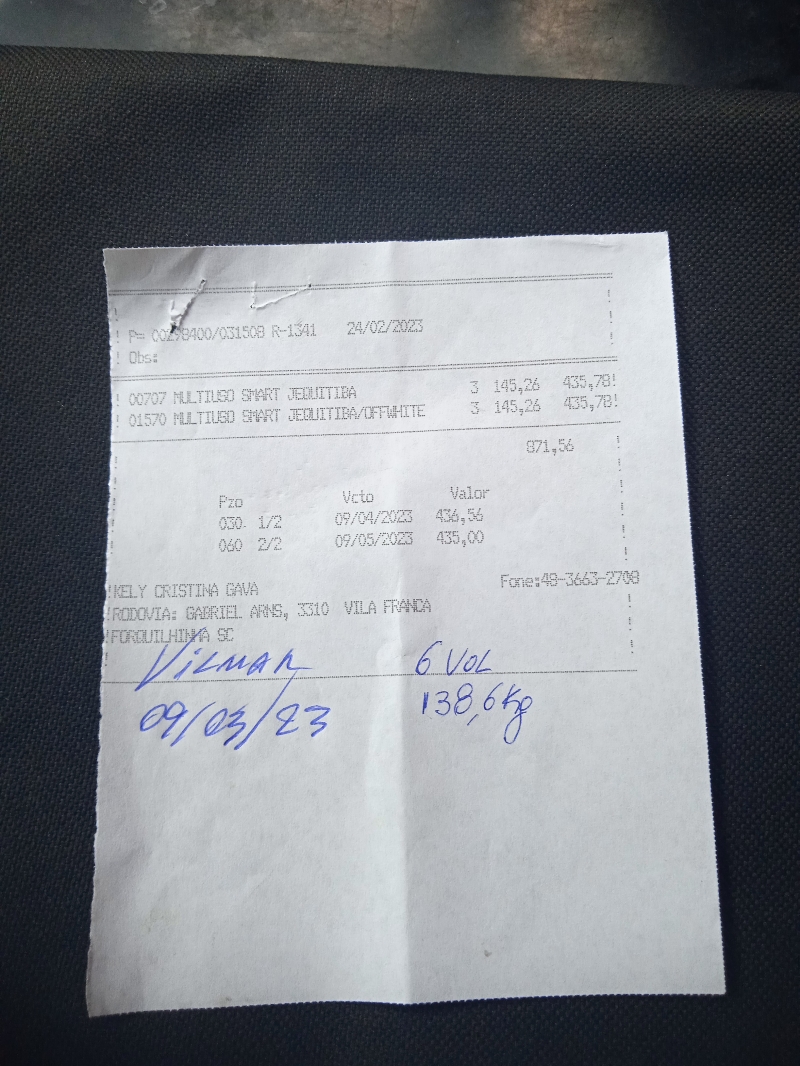 P= 00298400/031508 R-1341 24/02/2023
Obs:
00707 MULTIUSO SMART JEQUITIBA 3 145,26 435,78!
01570 MULTIUSO SMART JEQUITIBA/OFFWHITE 3 145,26 435,78!
871,56
Pzo Vcto Valor
030 1/2 09/04/2023 436,56
060 2/2 09/05/2023 435,00
!KELY CRISTINA GAVA Fone:48-3663-2708
!RODOVIA: GABRIEL ARNS, 3310 VILA FRANCA
!FORQUILHINHA SC
Vilmar 6 VOL
09/03/23 138,6Kg